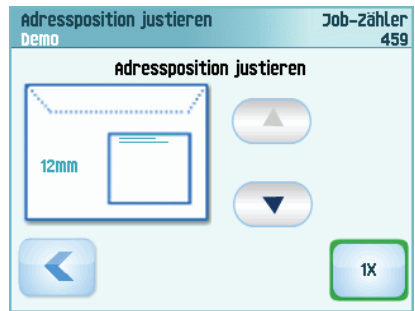 Adressposition justieren
Job-Zähler
Demo
459
Adressposition justieren
12mm
1X